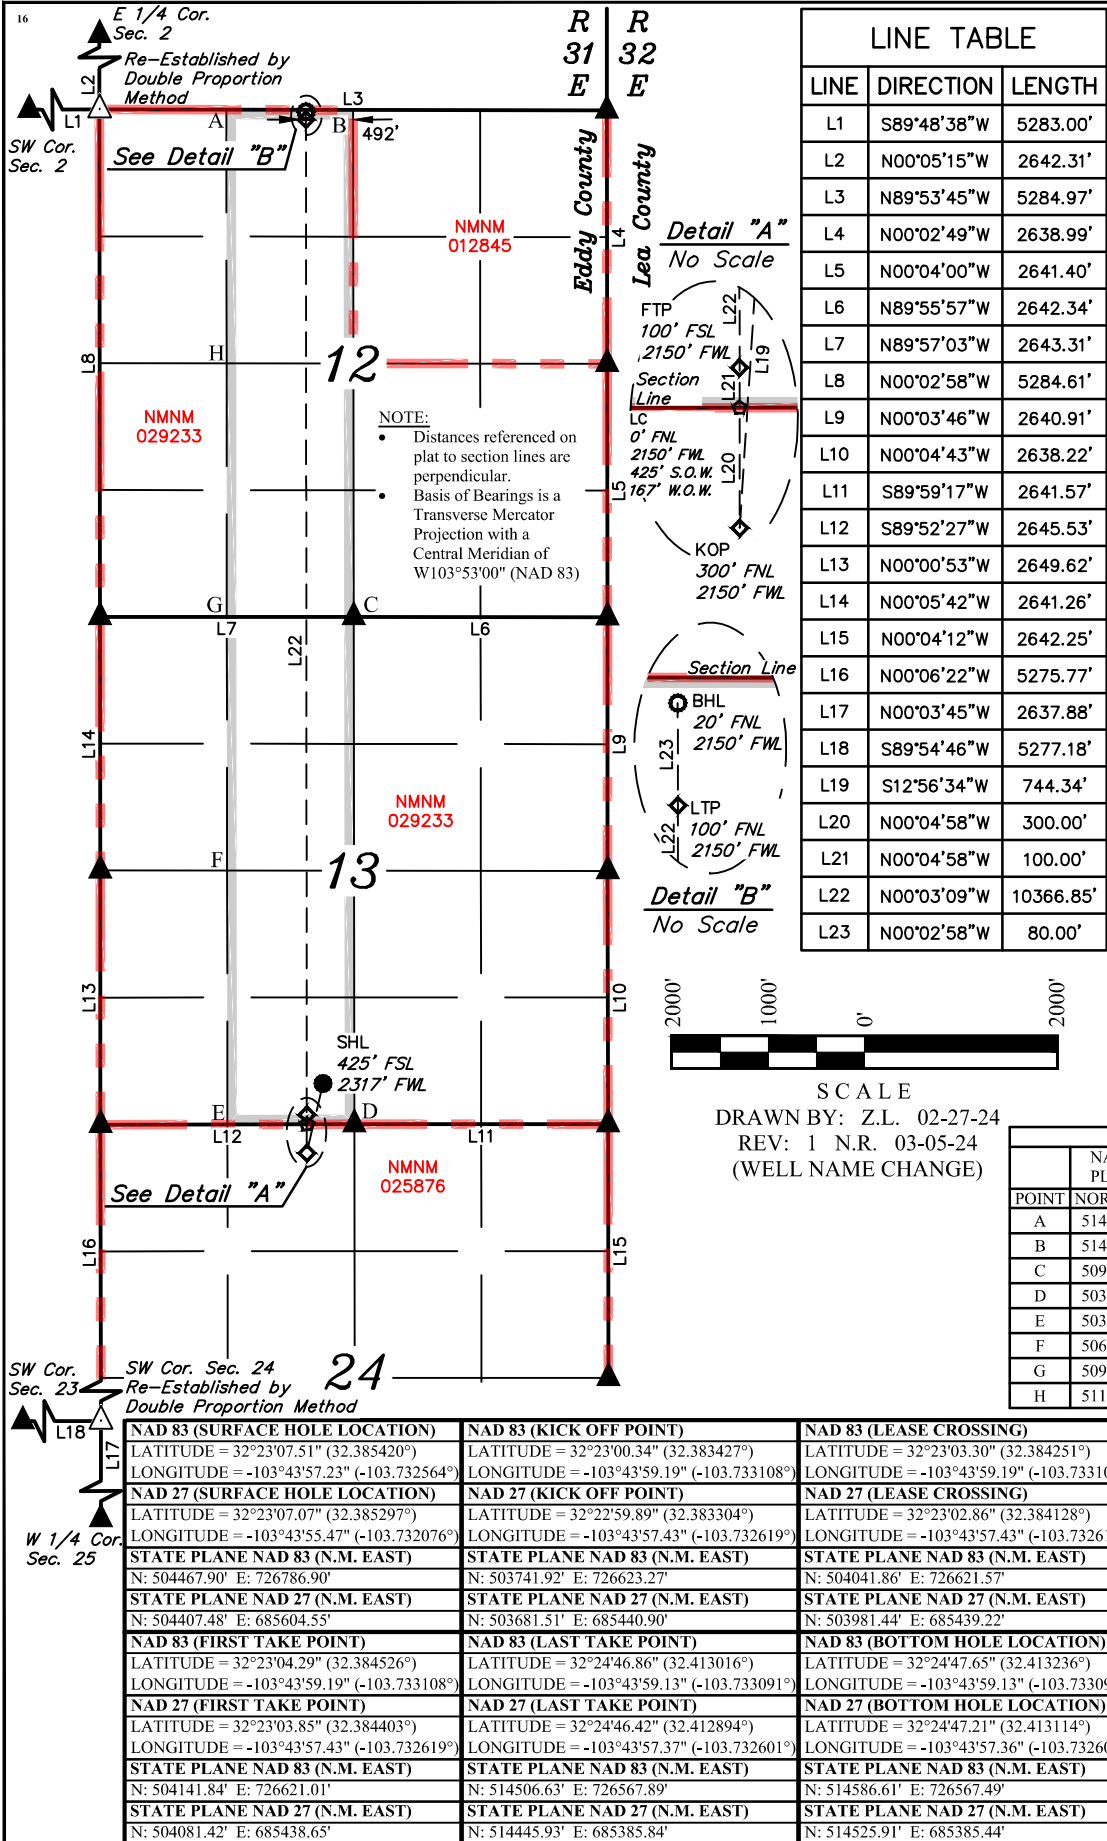 16
E 1/4 Cor.
Sec. 2
Re-Established by
Double Proportion
Method
L2
L1
SW Cor.
Sec. 2
See Detail "B"
A
B
L3
492'
R R
31 32
E E
Eddy County
Lea County
NMNM
012845
L4
L8
H
12
NMNM
029233
NOTE:
• Distances referenced on
plat to section lines are
perpendicular.
• Basis of Bearings is a
Transverse Mercator
Projection with a
Central Meridian of
W103°53'00" (NAD 83)
L5
G
C
L7
L6
L22
L14
L9
NMNM
029233
F
13
L13
L10
SHL
425' FSL
2317' FWL
E
D
L12
L11
NMNM
025876
See Detail "A"
L16
L15
24
SW Cor.
Sec. 23
SW Cor. Sec. 24
Re-Established by
Double Proportion Method
L18
L17
W 1/4 Cor.
Sec. 25
Detail "A"
No Scale
FTP
100' FSL
2150' FWL
L22
L19
L21
Section
Line
LC
0' FNL
2150' FWL
425' S.O.W.
167' W.O.W.
L20
KOP
300' FNL
2150' FWL
Section Line
BHL
20' FNL
2150' FWL
L23
LTP
100' FNL
2150' FWL
L22
Detail "B"
No Scale
LINE TABLE
LINE DIRECTION LENGTH
L1 S89°48'38"W 5283.00'
L2 N00°05'15"W 2642.31'
L3 N89°53'45"W 5284.97'
L4 N00°02'49"W 2638.99'
L5 N00°04'00"W 2641.40'
L6 N89°55'57"W 2642.34'
L7 N89°57'03"W 2643.31'
L8 N00°02'58"W 5284.61'
L9 N00°03'46"W 2640.91'
L10 N00°04'43"W 2638.22'
L11 S89°59'17"W 2641.57'
L12 S89°52'27"W 2645.53'
L13 N00°00'53"W 2649.62'
L14 N00°05'42"W 2641.26'
L15 N00°04'12"W 2642.25'
L16 N00°06'22"W 5275.77'
L17 N00°03'45"W 2637.88'
L18 S89°54'46"W 5277.18'
L19 S12°56'34"W 744.34'
L20 N00°04'58"W 300.00'
L21 N00°04'58"W 100.00'
L22 N00°03'09"W 10366.85'
L23 N00°02'58"W 80.00'
2000' 1000' 0' 2000'
SCALE
DRAWN BY: Z.L. 02-27-24
REV: 1 N.R. 03-05-24
(WELL NAME CHANGE)
NA
PL
POINT NOR
A 514
B 514
C 509
D 503
E 503
F 506
G 509
H 511
NAD 83 (SURFACE HOLE LOCATION)
LATITUDE = 32°23'07.51" (32.385420°)
LONGITUDE = -103°43'57.23" (-103.732564°)
NAD 27 (SURFACE HOLE LOCATION)
LATITUDE = 32°23'07.07" (32.385297°)
LONGITUDE = -103°43'55.47" (-103.732076°)
STATE PLANE NAD 83 (N.M. EAST)
N: 504467.90' E: 726786.90'
STATE PLANE NAD 27 (N.M. EAST)
N: 504407.48' E: 685604.55'
NAD 83 (KICK OFF POINT)
LATITUDE = 32°23'00.34" (32.383427°)
LONGITUDE = -103°43'59.19" (-103.733108°)
NAD 27 (KICK OFF POINT)
LATITUDE = 32°22'59.89" (32.383304°)
LONGITUDE = -103°43'57.43" (-103.732619°)
STATE PLANE NAD 83 (N.M. EAST)
N: 503741.92' E: 726623.27'
STATE PLANE NAD 27 (N.M. EAST)
N: 503681.51' E: 685440.90'
NAD 83 (LEASE CROSSING)
LATITUDE = 32°23'03.30" (32.384251°)
LONGITUDE = -103°43'59.19" (-103.73310
NAD 27 (LEASE CROSSING)
LATITUDE = 32°23'02.86" (32.384128°)
LONGITUDE = -103°43'57.43" (-103.73261
STATE PLANE NAD 83 (N.M. EAST)
N: 504041.86' E: 726621.57'
STATE PLANE NAD 27 (N.M. EAST)
N: 503981.44' E: 685439.22'
NAD 83 (FIRST TAKE POINT)
LATITUDE = 32°23'04.29" (32.384526°)
LONGITUDE = -103°43'59.19" (-103.733108°)
NAD 27 (FIRST TAKE POINT)
LATITUDE = 32°23'03.85" (32.384403°)
LONGITUDE = -103°43'57.43" (-103.732619°)
STATE PLANE NAD 83 (N.M. EAST)
N: 504141.84' E: 726621.01'
STATE PLANE NAD 27 (N.M. EAST)
N: 504081.42' E: 685438.65'
NAD 83 (LAST TAKE POINT)
LATITUDE = 32°24'46.86" (32.413016°)
LONGITUDE = -103°43'59.13" (-103.733091°)
NAD 27 (LAST TAKE POINT)
LATITUDE = 32°24'46.42" (32.412894°)
LONGITUDE = -103°43'57.37" (-103.732601°)
STATE PLANE NAD 83 (N.M. EAST)
N: 514506.63' E: 726567.89'
STATE PLANE NAD 27 (N.M. EAST)
N: 514445.93' E: 685385.84'
NAD 83 (BOTTOM HOLE LOCATION)
LATITUDE = 32°24'47.65" (32.413236°)
LONGITUDE = -103°43'59.13" (-103.73309
NAD 27 (BOTTOM HOLE LOCATION)
LATITUDE = 32°24'47.21" (32.413114°)
LONGITUDE = -103°43'57.36" (-103.73260
STATE PLANE NAD 83 (N.M. EAST)
N: 514586.61' E: 726567.49'
STATE PLANE NAD 27 (N.M. EAST)
N: 514525.91' E: 685385.44'